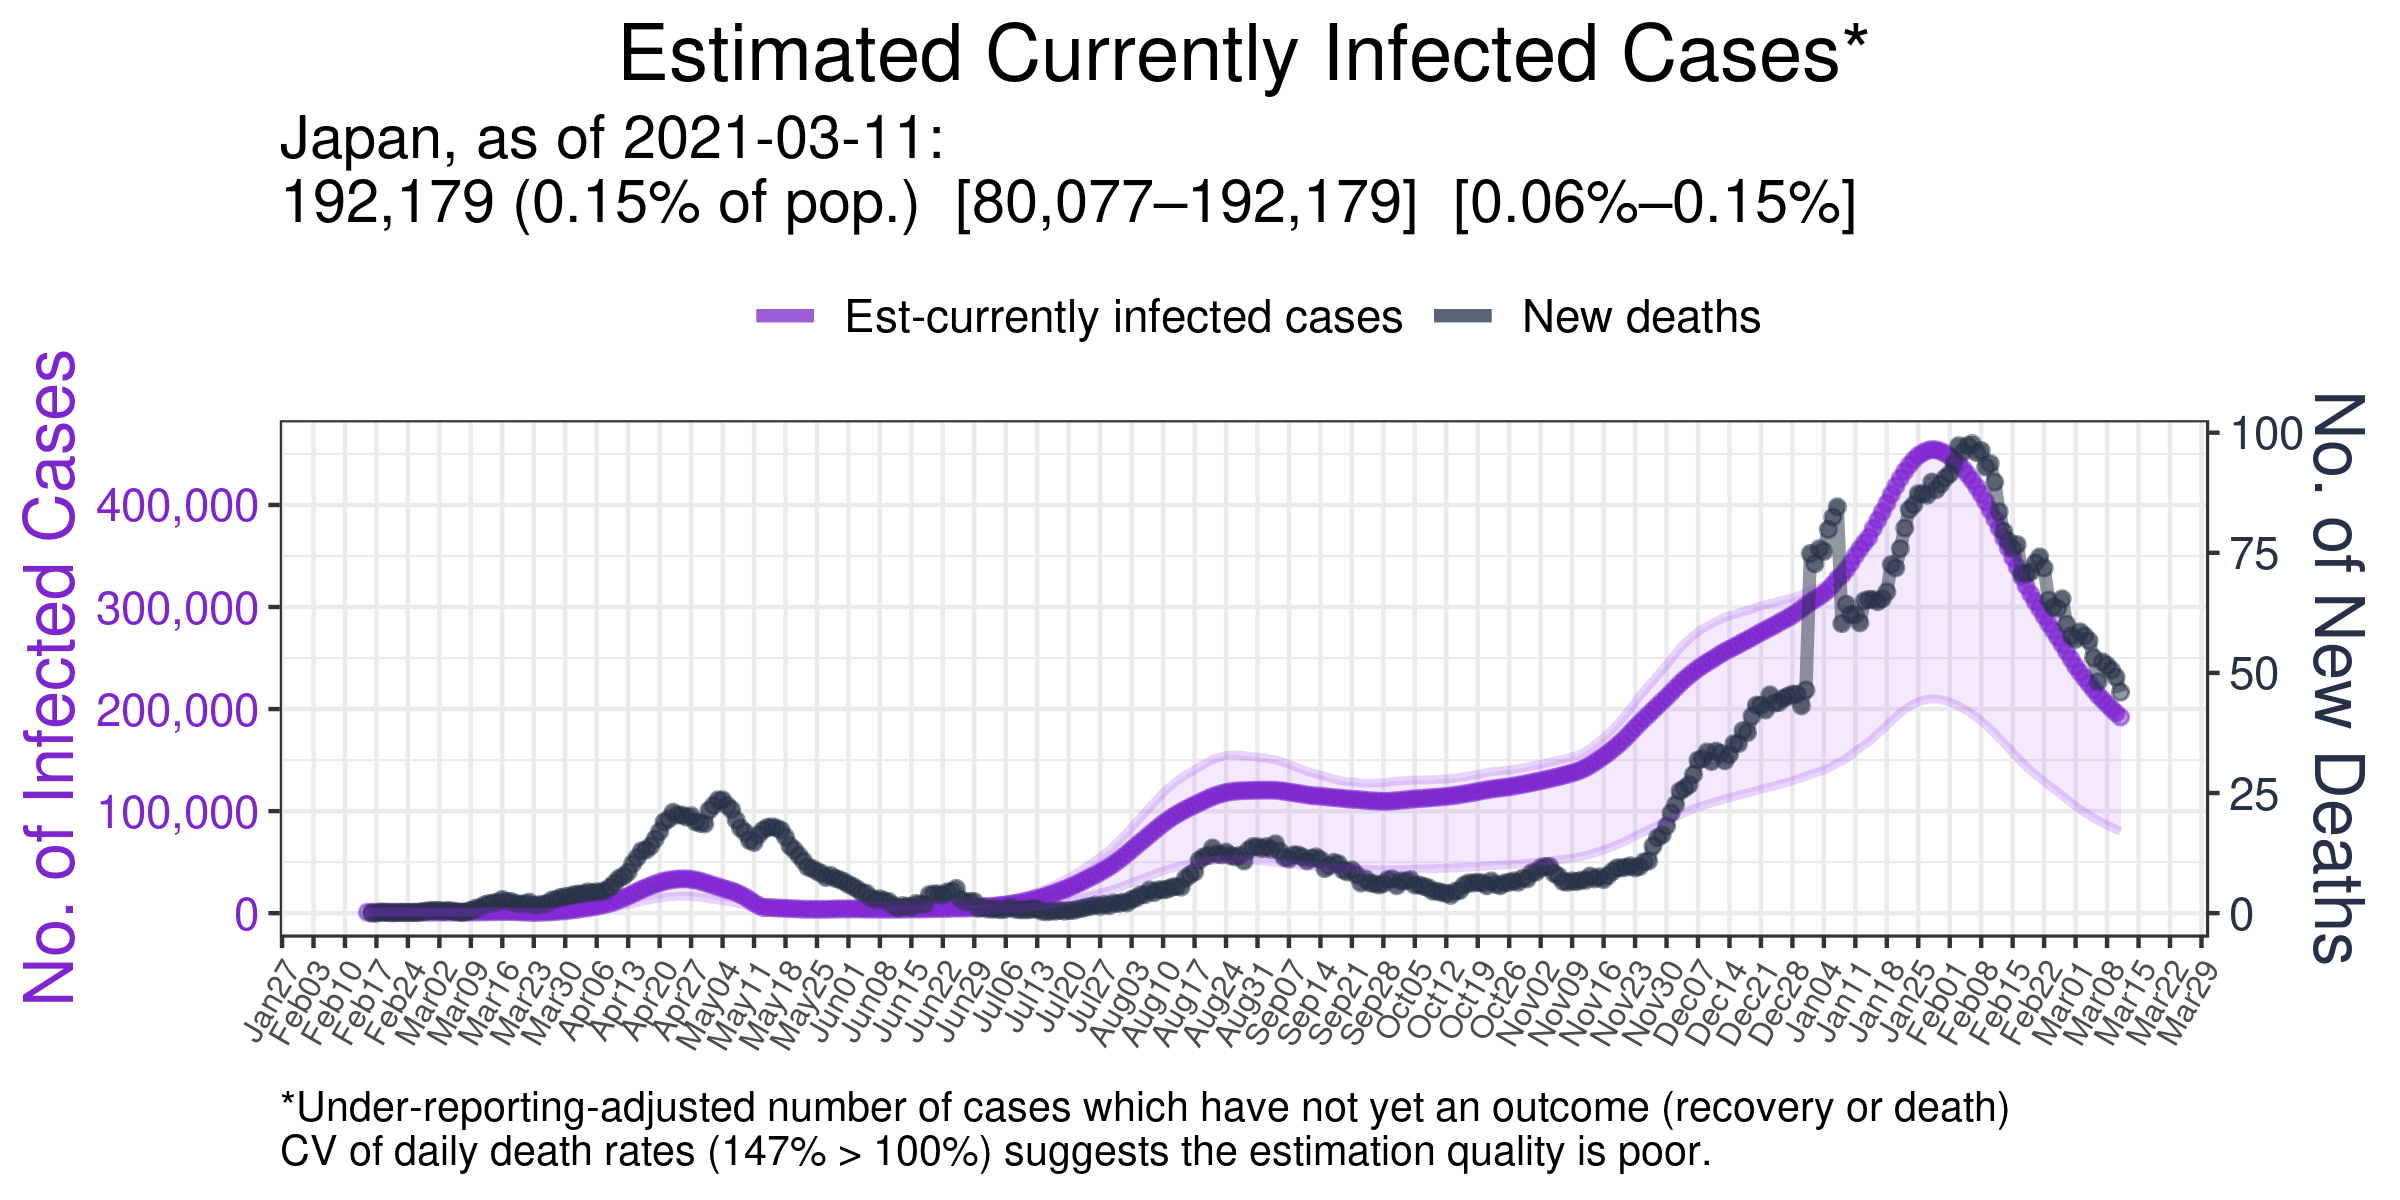 Estimated Currently Infected Cases*
Japan, as of 2021-03-11:
192,179 (0.15% of pop.) [80,077–192,179] [0.06%–0.15%]
Est-currently infected cases
New deaths
No. of Infected Cases
400,000
300,000
200,000
100,000
0
100
75
50
25
0
No. of New Deaths
Jan27
Feb03
Feb10
Feb17
Feb24
Mar02
Mar09
Mar16
Mar23
Mar30
Apr06
Apr13
Apr20
Apr27
May04
May11
May18
May25
Jun01
Jun08
Jun15
Jun22
Jun29
Jul06
Jul13
Jul20
Jul27
Aug03
Aug10
Aug17
Aug24
Aug31
Sep07
Sep14
Sep21
Sep28
Oct05
Oct12
Oct19
Oct26
Nov02
Nov09
Nov16
Nov23
Nov30
Dec07
Dec14
Dec21
Dec28
Jan04
Jan11
Jan18
Jan25
Feb01
Feb08
Feb15
Feb22
Mar01
Mar08
Mar15
Mar22
Mar29
*Under-reporting-adjusted number of cases which have not yet an outcome (recovery or death)
CV of daily death rates (147% > 100%) suggests the estimation quality is poor.